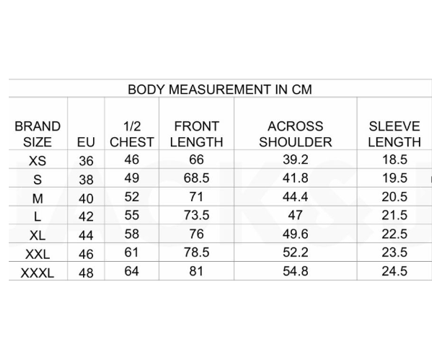 BODY MEASUREMENT IN CM
BRAND SIZE EU 1/2 CHEST FRONT LENGTH ACROSS SHOULDER SLEEVE LENGTH
XS 36 46 66 39.2 18.5
S 38 49 68.5 41.8 19.5
M 40 52 71 44.4 20.5
L 42 55 73.5 47 21.5
XL 44 58 76 49.6 22.5
XXL 46 61 78.5 52.2 23.5
XXXL 48 64 81 54.8 24.5